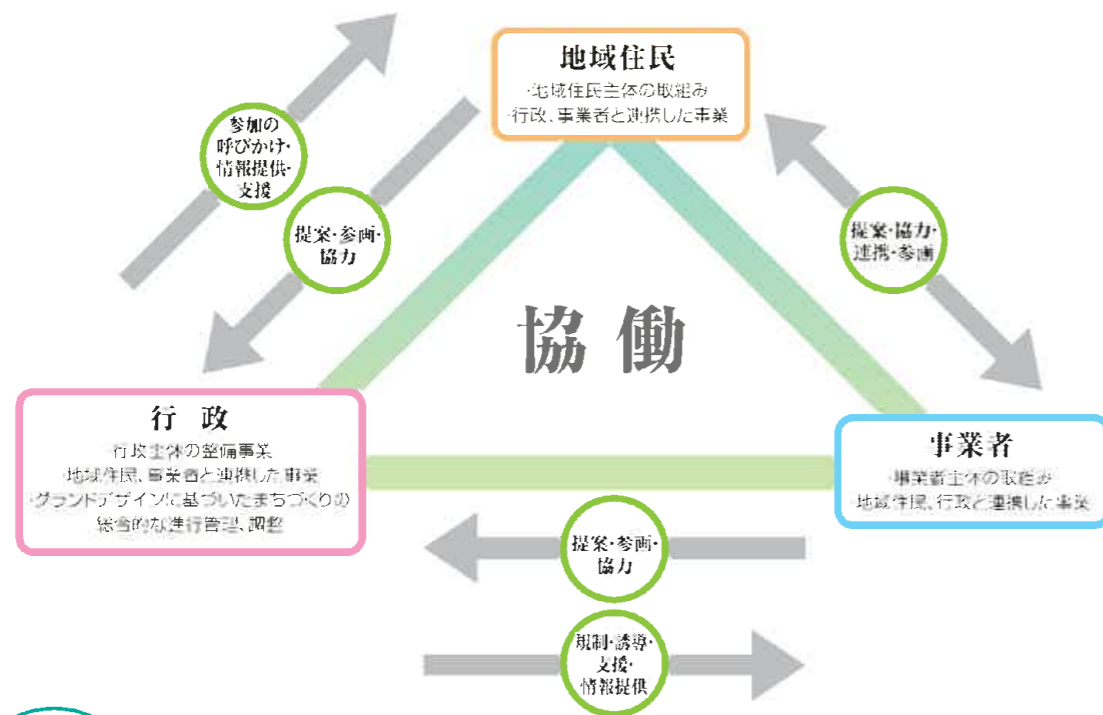 地域住民
・地域住民主体の取組み
・行政、事業者と連携した事業
参加の
呼びかけ・
情報提供・
支援
提案・参画・
協力
提案・協力・
連携・参画
協働
行政
・行政主体の整備事業
・地域住民、事業者と連携した事業
・グランドデザインに基づいたまちづくりの
総合的な進行管理、調整
事業者
・事業者主体の取組み
・地域住民、行政と連携した事業
提案・参画・
協力
規制・誘導・
支援・
情報提供